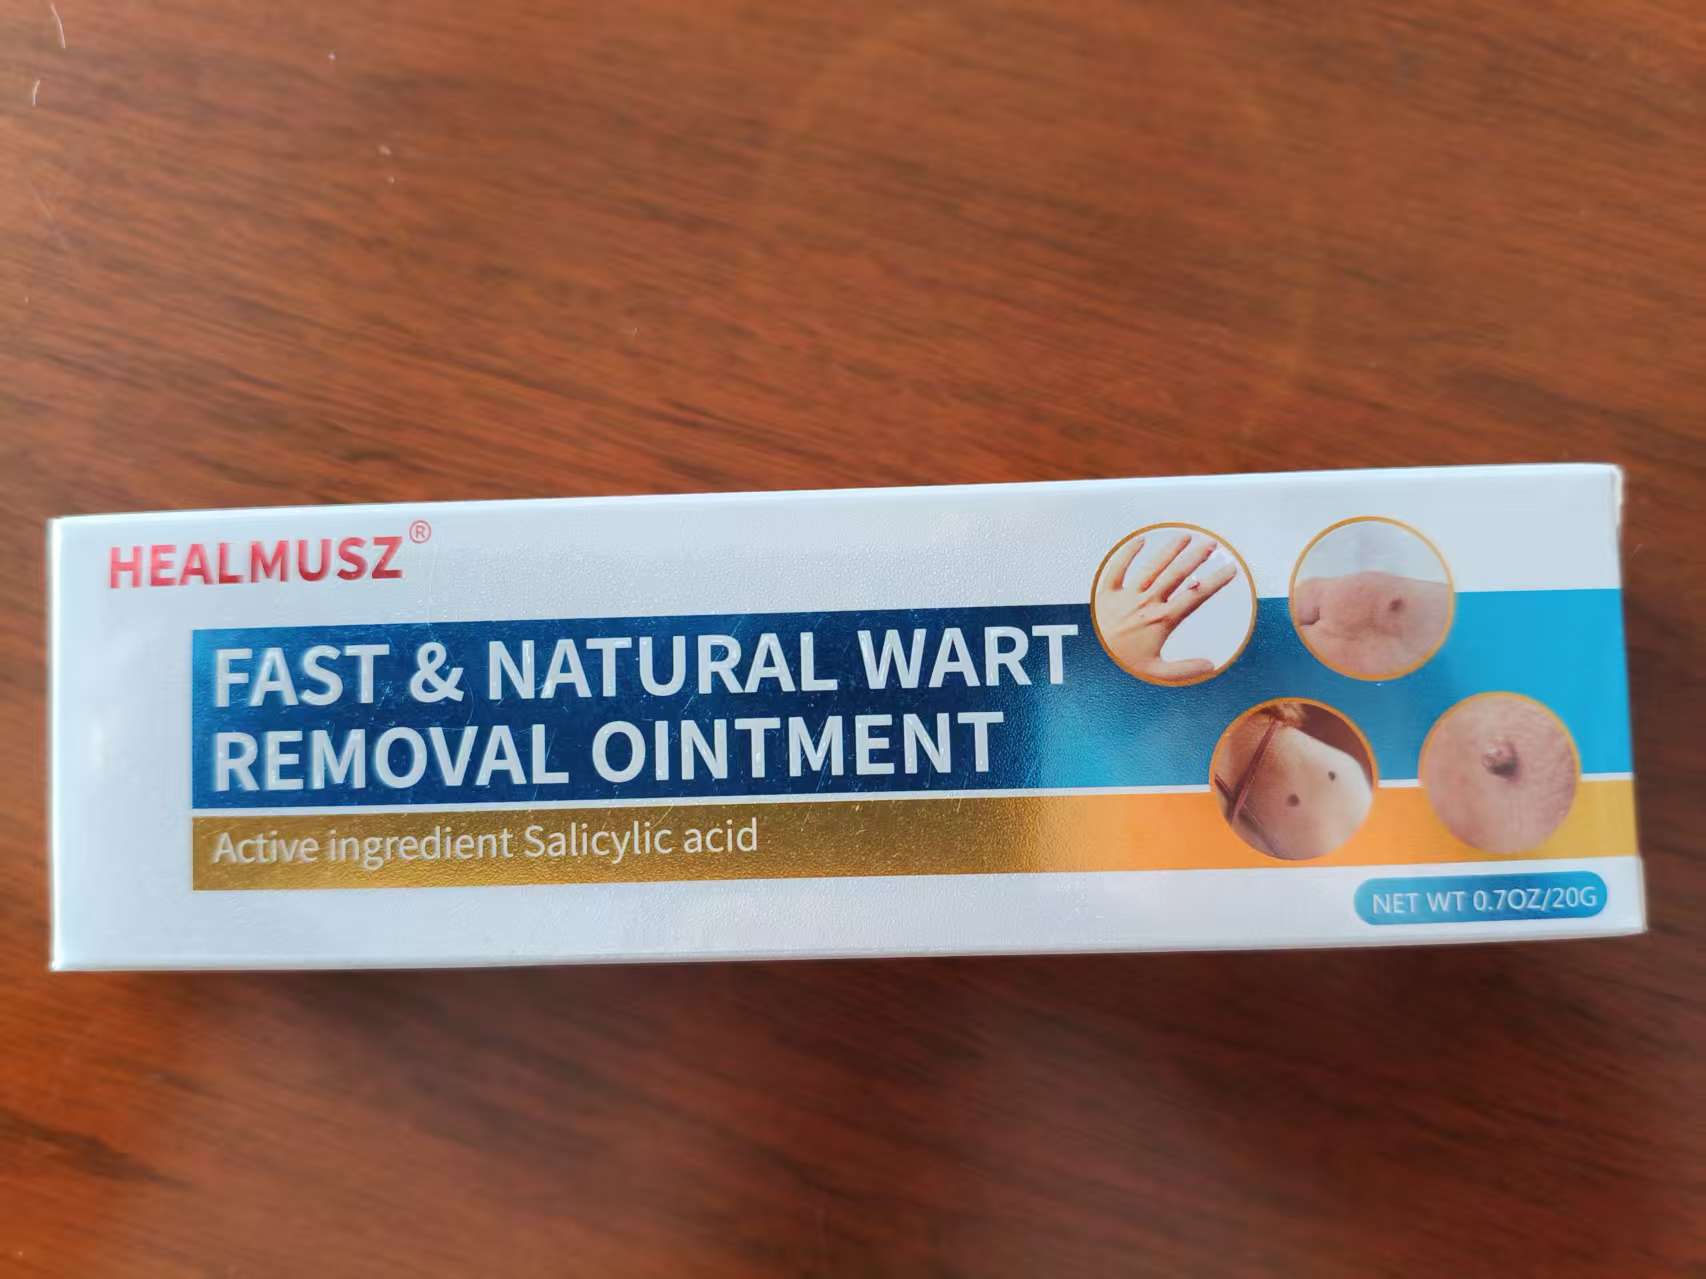 HEALMUSZ®
FAST & NATURAL WART
REMOVAL OINTMENT
Active ingredient Salicylic acid
NET WT 0.7OZ/20G